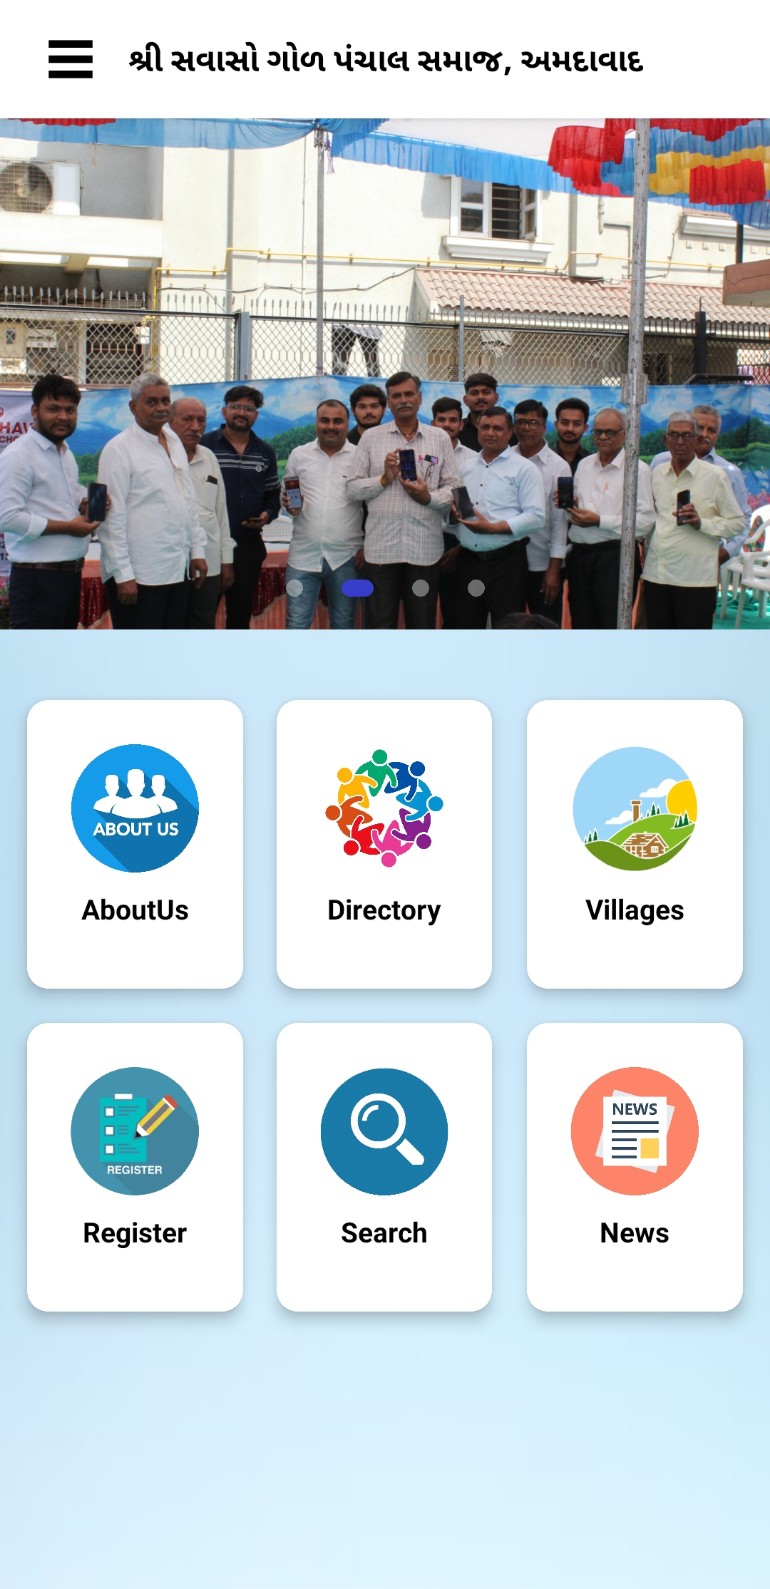 શ્રી સવાસો ગોળ પંચાલ સમાજ, અમદાવાદ
ABOUT US
AboutUs
Directory
Villages
REGISTER
Register
Search
NEWS
News